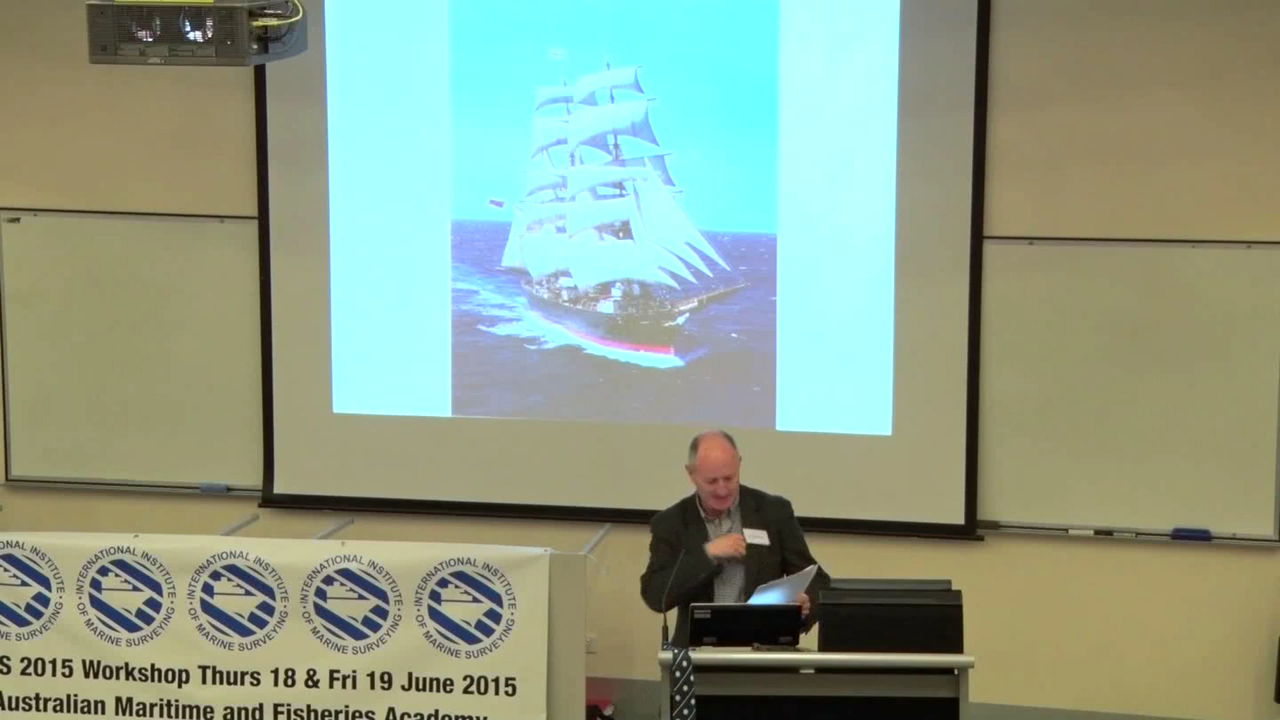 INTERNATIONAL INSTITUTE OF MARINE SURVEYING
INTERNATIONAL INSTITUTE OF MARINE SURVEYING
INTERNATIONAL INSTITUTE OF MARINE SURVEYING
INTERNATIONAL INSTITUTE OF MARINE SURVEYING
INTERNATIONAL INSTITUTE OF MARINE SURVEYING
S 2015 Workshop Thurs 18 & Fri 19 June 2015
Australian Maritime and Fisheries Academy